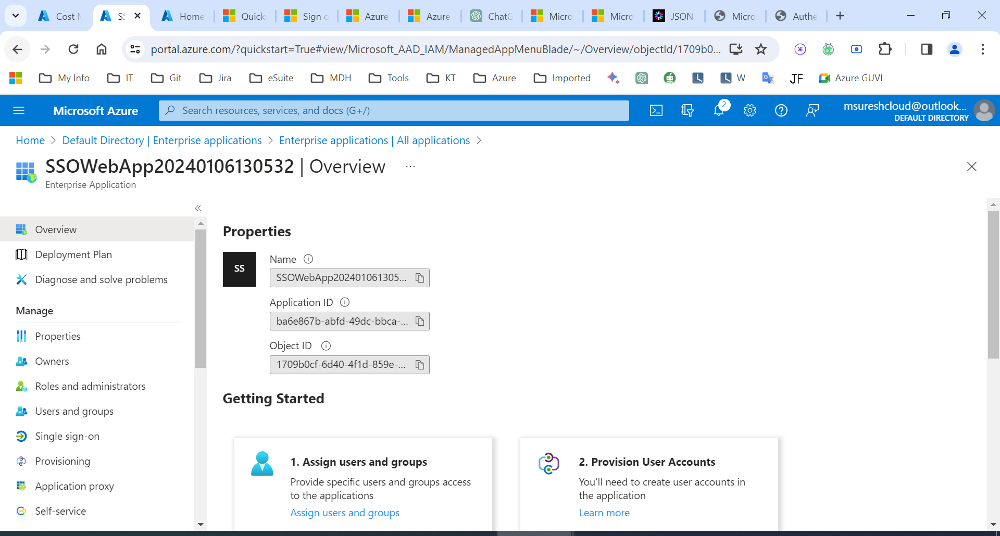 Cost M
SS
Home
Quick
Sign o
Azure
Azure
ChatG
Micro
Micro
JSON
Micro
Authe
portal.azure.com/?quickstart=True#view/Microsoft_AAD_IAM/ManagedAppMenuBlade/~/Overview/objectId/1709b0...
My Info
IT
Git
Jira
eSuite
MDH
Tools
KT
Azure
Imported
W
JF
Azure GUVI
Microsoft Azure
Search resources, services, and docs (G+/)
2
msureshcloud@outlook...
DEFAULT DIRECTORY
Home > Default Directory | Enterprise applications > Enterprise applications | All applications >
SSOWebApp20240106130532 | Overview ...
Enterprise Application
Overview
Deployment Plan
Diagnose and solve problems
Manage
Properties
Owners
Roles and administrators
Users and groups
Single sign-on
Provisioning
Application proxy
Self-service
Properties
SS
Name
SSOWebApp202401061305...
Application ID
ba6e867b-abfd-49dc-bbca-...
Object ID
1709b0cf-6d40-4f1d-859e-...
Getting Started
1. Assign users and groups
Provide specific users and groups access
to the applications
Assign users and groups
2. Provision User Accounts
You'll need to create user accounts in
the application
Learn more